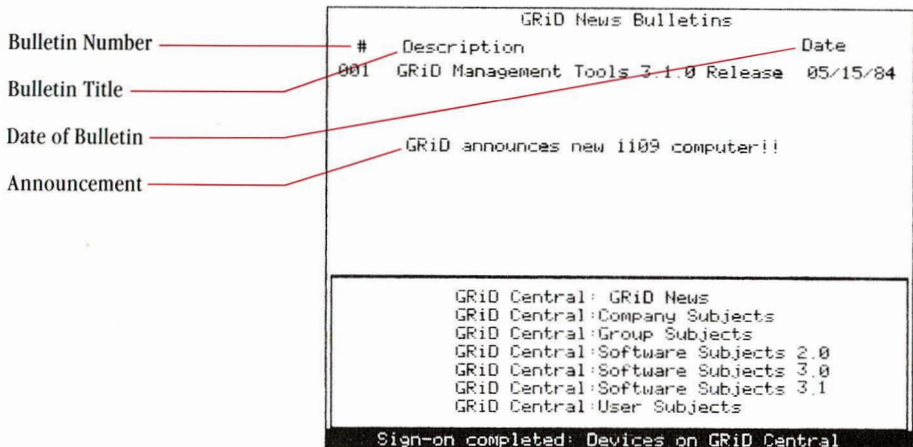 Bulletin Number
Bulletin Title
Date of Bulletin
Announcement
GRiD News Bulletins
# Description Date
001 GRiD Management Tools 3.1.0 Release 05/15/84
GRiD announces new 1109 computer!!
GRiD Central: GRiD News
GRiD Central:Company Subjects
GRiD Central:Group Subjects
GRiD Central:Software Subjects 2.0
GRiD Central:Software Subjects 3.0
GRiD Central:Software Subjects 3.1
GRiD Central:User Subjects
Sign-on completed: Devices on GRiD Central